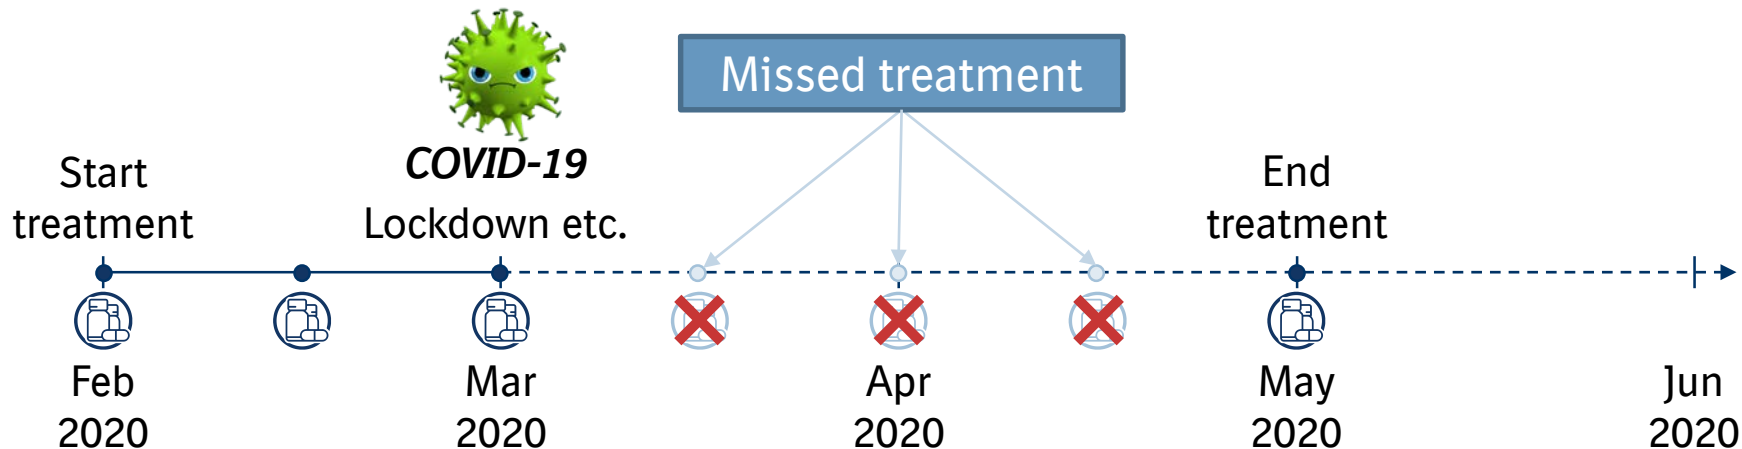 Missed treatment
COVID-19
Start
treatment
Lockdown etc.
End
treatment
Feb
2020
Mar
2020
Apr
2020
May
2020
Jun
2020